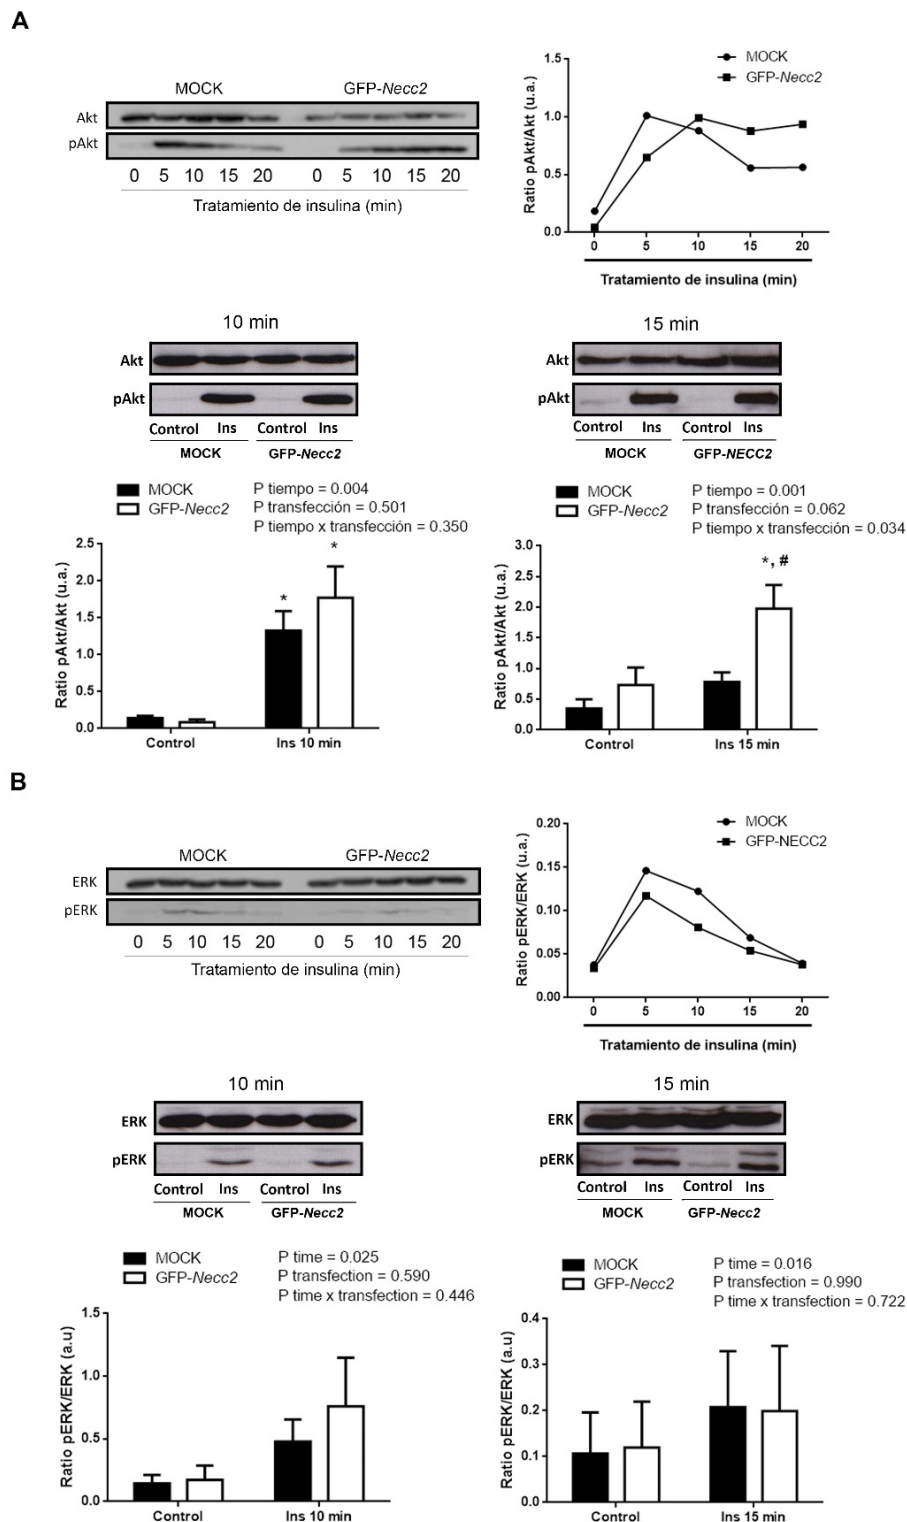 A
MOCK GFP-Necc2
Akt
pAkt
0 5 10 15 20 0 5 10 15 20
Tratamiento de insulina (min)
MOCK
GFP-Necc2
Ratio pAkt/Akt (u.a.)
1.5
1.0
0.5
0.0
0 5 10 15 20
Tratamiento de insulina (min)
10 min
Akt
pAkt
Control Ins Control Ins
MOCK GFP-Necc2
MOCK
GFP-Necc2
P tiempo = 0.004
P transfección = 0.501
P tiempo x transfección = 0.350
Ratio pAkt/Akt (u.a.)
2.5
2.0
1.5
1.0
0.5
0.0
* *
Control Ins 10 min
15 min
Akt
pAkt
Control Ins Control Ins
MOCK GFP-NECC2
MOCK
GFP-Necc2
P tiempo = 0.001
P transfección = 0.062
P tiempo x transfección = 0.034
Ratio pAkt/Akt (u.a.)
3.0
2.5
2.0
1.5
1.0
0.5
0.0
*, #
Control Ins 15 min
B
MOCK GFP-Necc2
ERK
pERK
0 5 10 15 20 0 5 10 15 20
Tratamiento de insulina (min)
MOCK
GFP-NECC2
Ratio pERK/ERK (u.a.)
0.20
0.15
0.10
0.05
0.00
0 5 10 15 20
Tratamiento de insulina (min)
10 min
ERK
pERK
Control Ins Control Ins
MOCK GFP-Necc2
MOCK
GFP-Necc2
P time = 0.025
P transfection = 0.590
P time x transfection = 0.446
Ratio pERK/ERK (a.u)
1.5
1.0
0.5
0.0
Control Ins 10 min
15 min
ERK
pERK
Control Ins Control Ins
MOCK GFP-Necc2
MOCK
GFP-Necc2
P time = 0.016
P transfection = 0.990
P time x transfection = 0.722
Ratio pERK/ERK (a.u)
0.4
0.3
0.2
0.1
0.0
Control Ins 15 min